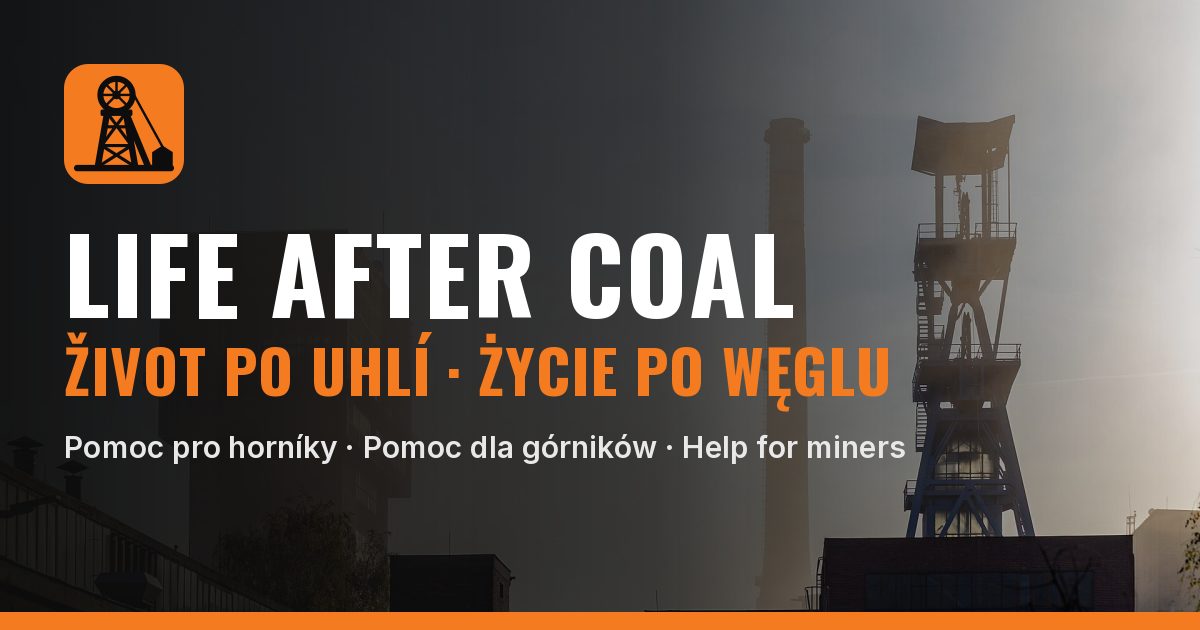 LIFE AFTER COAL
ŽIVOT PO UHLÍ · ŻYCIE PO WĘGLU
Pomoc pro horníky · Pomoc dla górników · Help for miners